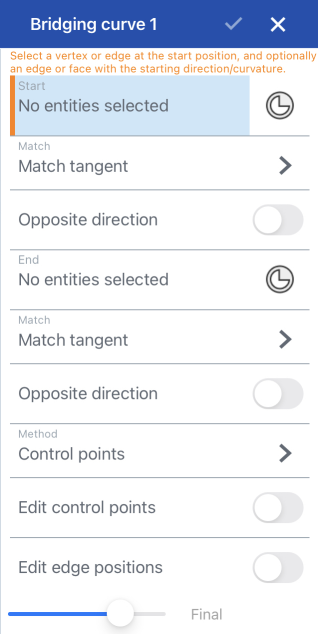 Bridging curve 1
Select a vertex or edge at the start position, and optionally
an edge or face with the starting direction/curvature.
Start
No entities selected
Match
Match tangent
Opposite direction
End
No entities selected
Match
Match tangent
Opposite direction
Method
Control points
Edit control points
Edit edge positions
Final